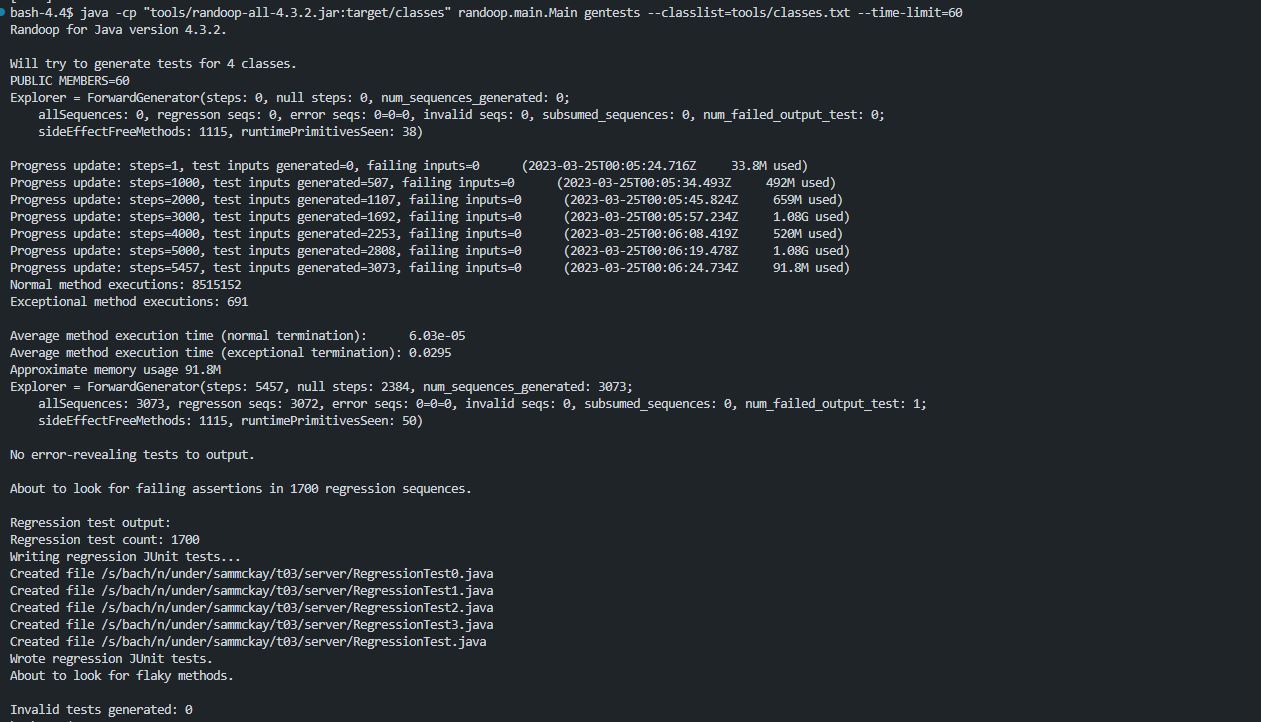 bash-4.4$ java -cp "tools/randoop-all-4.3.2.jar:target/classes" randoop.main.Main gentests --classlist=tools/classes.txt --time-limit=60
Randoop for Java version 4.3.2.
Will try to generate tests for 4 classes.
PUBLIC MEMBERS=60
Explorer = ForwardGenerator(steps: 0, null steps: 0, num_sequences_generated: 0;
    allSequences: 0, regresson seqs: 0, error seqs: 0=0=0, invalid seqs: 0, subsumed_sequences: 0, num_failed_output_test: 0;
    sideEffectFreeMethods: 1115, runtimePrimitivesSeen: 38)
Progress update: steps=1, test inputs generated=0, failing inputs=0      (2023-03-25T00:05:24.716Z     33.8M used)
Progress update: steps=1000, test inputs generated=507, failing inputs=0      (2023-03-25T00:05:34.493Z     492M used)
Progress update: steps=2000, test inputs generated=1107, failing inputs=0      (2023-03-25T00:05:45.824Z     659M used)
Progress update: steps=3000, test inputs generated=1692, failing inputs=0      (2023-03-25T00:05:57.234Z     1.08G used)
Progress update: steps=4000, test inputs generated=2253, failing inputs=0      (2023-03-25T00:06:08.419Z     520M used)
Progress update: steps=5000, test inputs generated=2808, failing inputs=0      (2023-03-25T00:06:19.478Z     1.08G used)
Progress update: steps=5457, test inputs generated=3073, failing inputs=0      (2023-03-25T00:06:24.734Z     91.8M used)
Normal method executions: 8515152
Exceptional method executions: 691
Average method execution time (normal termination):      6.03e-05
Average method execution time (exceptional termination): 0.0295
Approximate memory usage 91.8M
Explorer = ForwardGenerator(steps: 5457, null steps: 2384, num_sequences_generated: 3073;
    allSequences: 3073, regresson seqs: 3072, error seqs: 0=0=0, invalid seqs: 0, subsumed_sequences: 0, num_failed_output_test: 1;
    sideEffectFreeMethods: 1115, runtimePrimitivesSeen: 50)
No error-revealing tests to output.
About to look for failing assertions in 1700 regression sequences.
Regression test output:
Regression test count: 1700
Writing regression JUnit tests...
Created file /s/bach/n/under/sammckay/t03/server/RegressionTest0.java
Created file /s/bach/n/under/sammckay/t03/server/RegressionTest1.java
Created file /s/bach/n/under/sammckay/t03/server/RegressionTest2.java
Created file /s/bach/n/under/sammckay/t03/server/RegressionTest3.java
Created file /s/bach/n/under/sammckay/t03/server/RegressionTest.java
Wrote regression JUnit tests.
About to look for flaky methods.
Invalid tests generated: 0